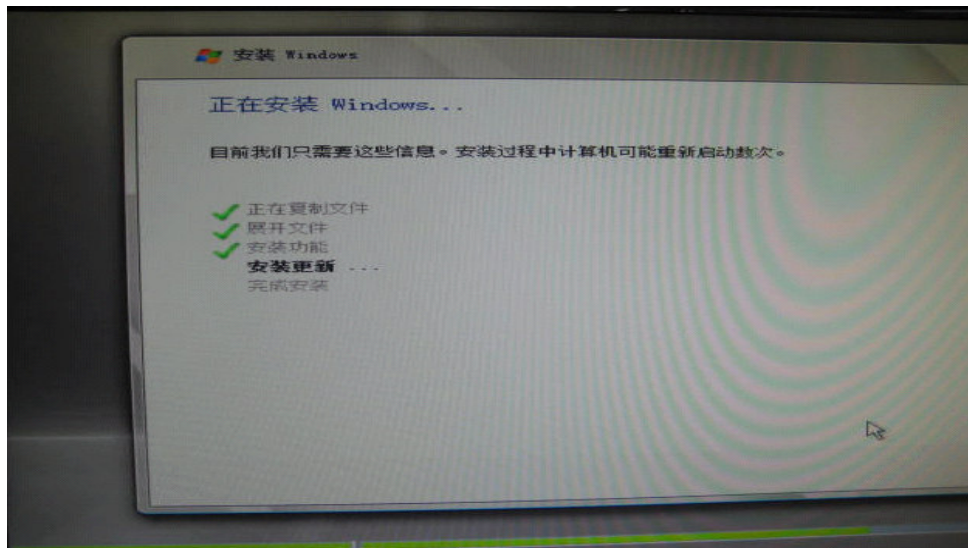 安装 Windows
正在安装 Windows...
目前我们只需要这些信息。安装过程中计算机可能重新启动数次。
正在复制文件
展开文件
安装功能
安装更新 ...
完成安装